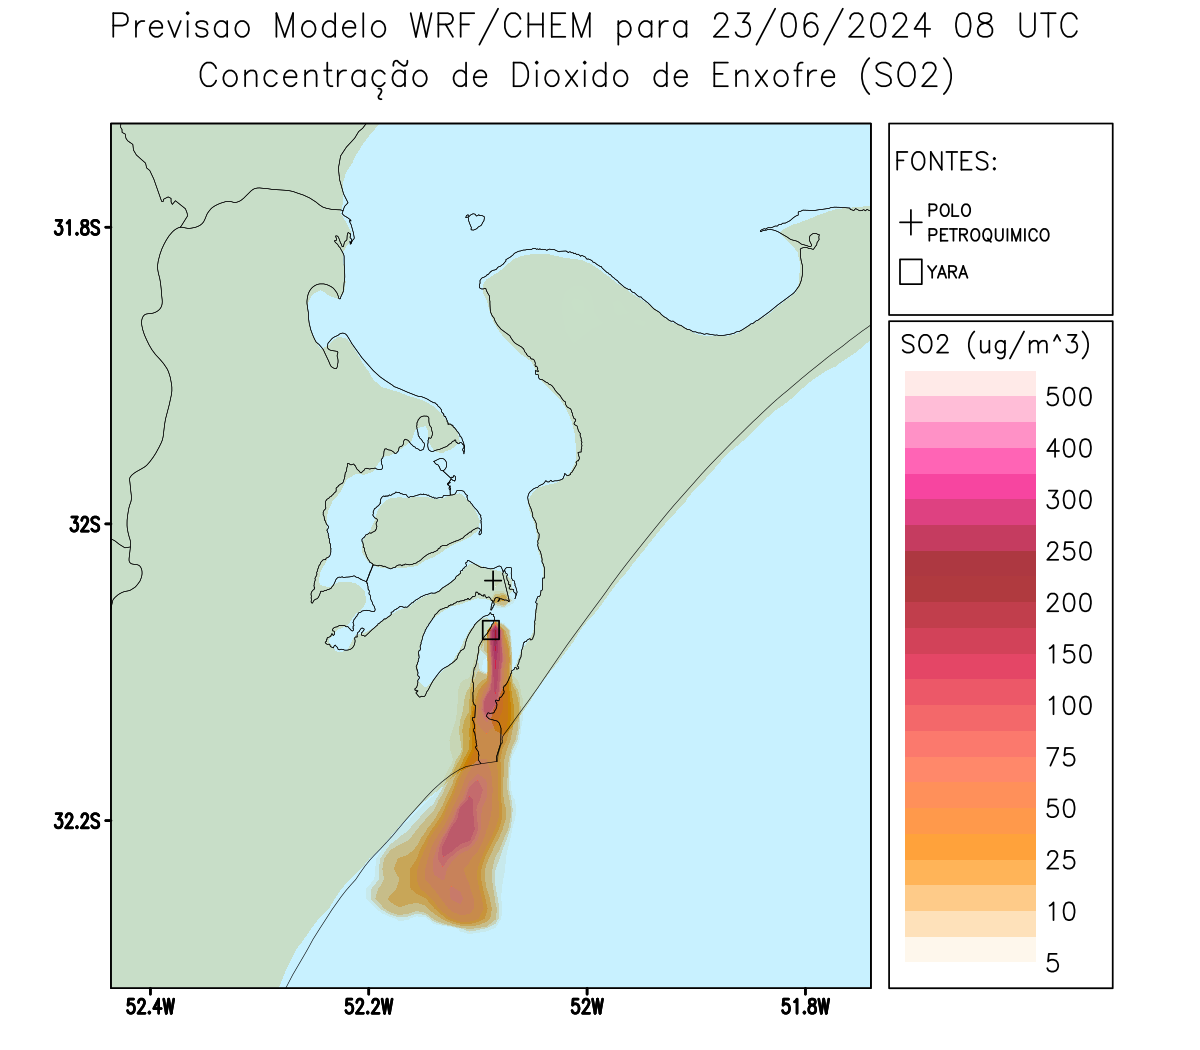 Previsao Modelo WRF/CHEM para 23/06/2024 08 UTC
Concentração de Dioxido de Enxofre (SO2)
FONTES:
POLO
PETROQUIMICO
YARA
SO2 (ug/m^3)
500
400
300
250
200
150
100
75
50
25
10
5
31.8S
32S
32.2S
52.4W
52.2W
52W
51.8W